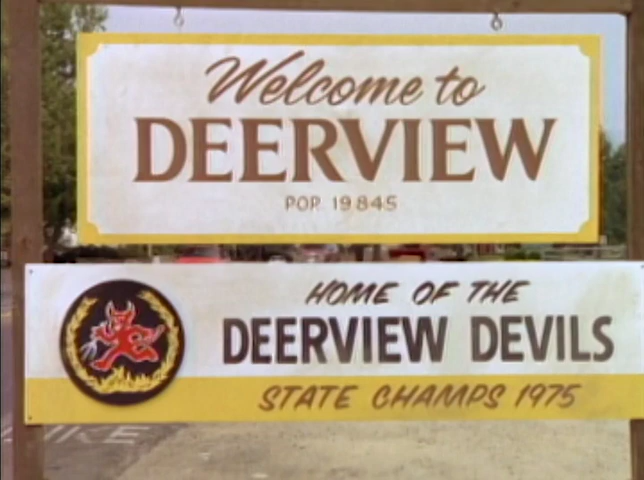 Welcome to
DEERVIEW
POP. 19845
HOME OF THE
DEERVIEW DEVILS
STATE CHAMPS 1975